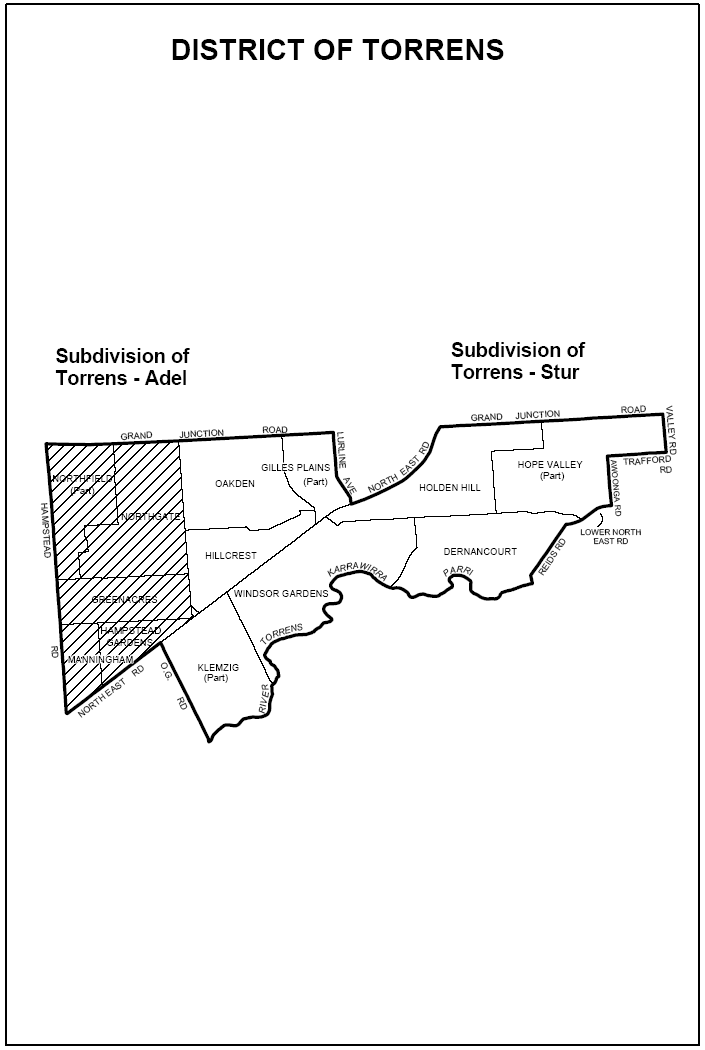 DISTRICT OF TORRENS
Subdivision of
Torrens - Adel
Subdivision of
Torrens - Stur
GRAND JUNCTION ROAD
GRAND JUNCTION ROAD
LURLINE AVE
NORTH EAST RD
VALLEY RD
TRAFFORD
RD
AWOONGA RD
LOWER NORTH
EAST RD
REIDS RD
HAMPSTEAD RD
NORTHFIELD
(Part)
NORTHGATE
OAKDEN
GILLES PLAINS
(Part)
HOLDEN HILL
HOPE VALLEY
(Part)
HILLCREST
DERNANCOURT
GREENACRES
WINDSOR GARDENS
KARRAWIRRA PARRI
HAMPSTEAD
GARDENS
MANNINGHAM
KLEMZIG
(Part)
NORTH EAST RD
O.G. RD
RIVER TORRENS